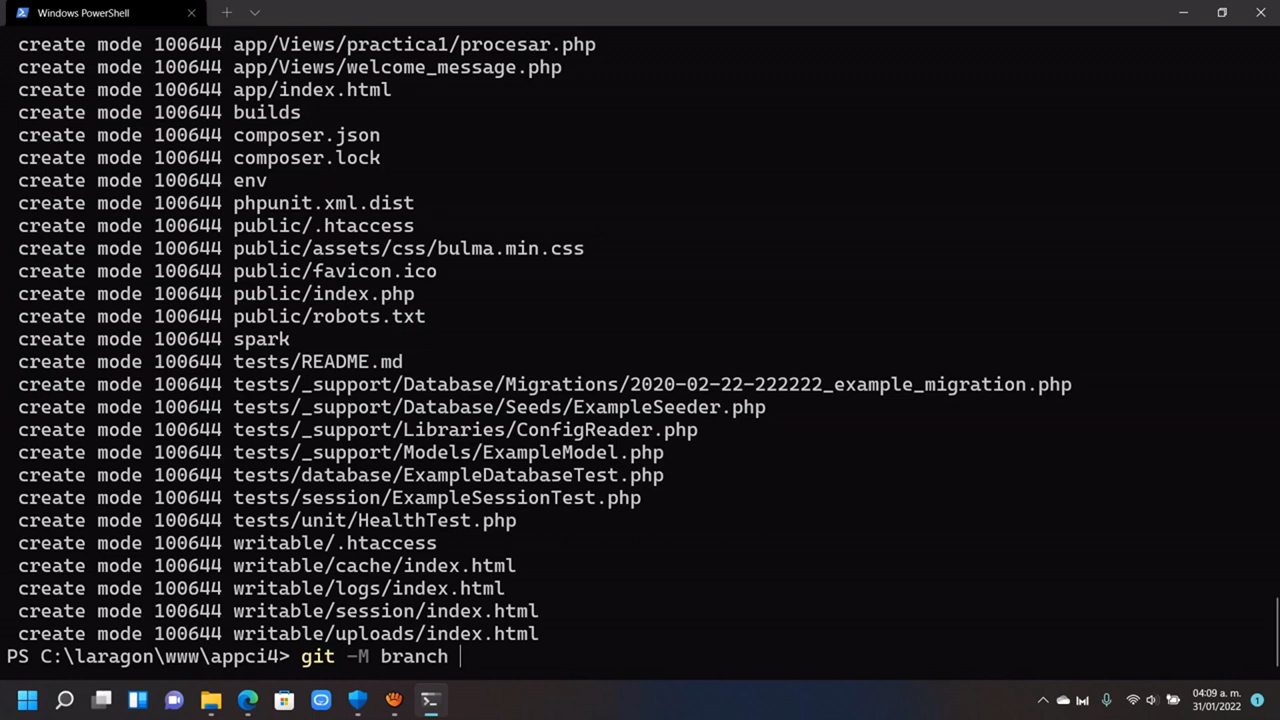 Windows PowerShell
create mode 100644 app/Views/practica1/procesar.php
create mode 100644 app/Views/welcome_message.php
create mode 100644 app/index.html
create mode 100644 builds
create mode 100644 composer.json
create mode 100644 composer.lock
create mode 100644 env
create mode 100644 phpunit.xml.dist
create mode 100644 public/.htaccess
create mode 100644 public/assets/css/bulma.min.css
create mode 100644 public/favicon.ico
create mode 100644 public/index.php
create mode 100644 public/robots.txt
create mode 100644 spark
create mode 100644 tests/README.md
create mode 100644 tests/_support/Database/Migrations/2020-02-22-222222_example_migration.php
create mode 100644 tests/_support/Database/Seeds/ExampleSeeder.php
create mode 100644 tests/_support/Libraries/ConfigReader.php
create mode 100644 tests/_support/Models/ExampleModel.php
create mode 100644 tests/database/ExampleDatabaseTest.php
create mode 100644 tests/session/ExampleSessionTest.php
create mode 100644 tests/unit/HealthTest.php
create mode 100644 writable/.htaccess
create mode 100644 writable/cache/index.html
create mode 100644 writable/logs/index.html
create mode 100644 writable/session/index.html
create mode 100644 writable/uploads/index.html
PS C:\laragon\www\appci4> git -M branch
04:09 a. m.
31/01/2022
1